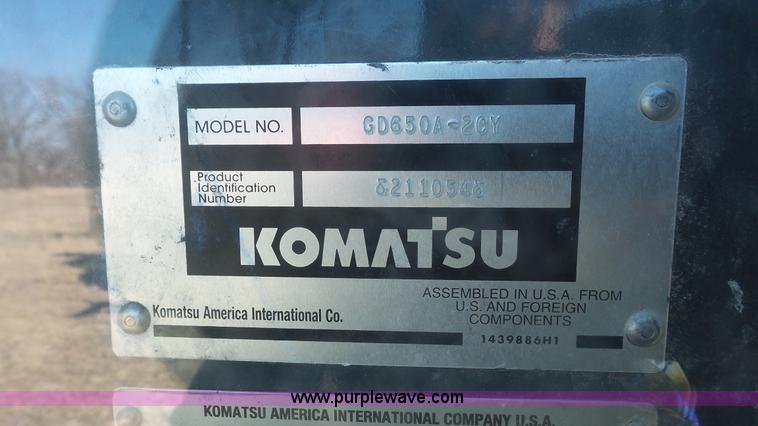 MODEL NO. GD650A-2CY
Product
Identification
Number
KOMATSU
Komatsu America International Co.
ASSEMBLED IN U.S.A. FROM
U.S. AND FOREIGN
COMPONENTS
1439886H1
www.purplewave.com
KOMATSU AMERICA INTERNATIONAL COMPANY U.S.A.